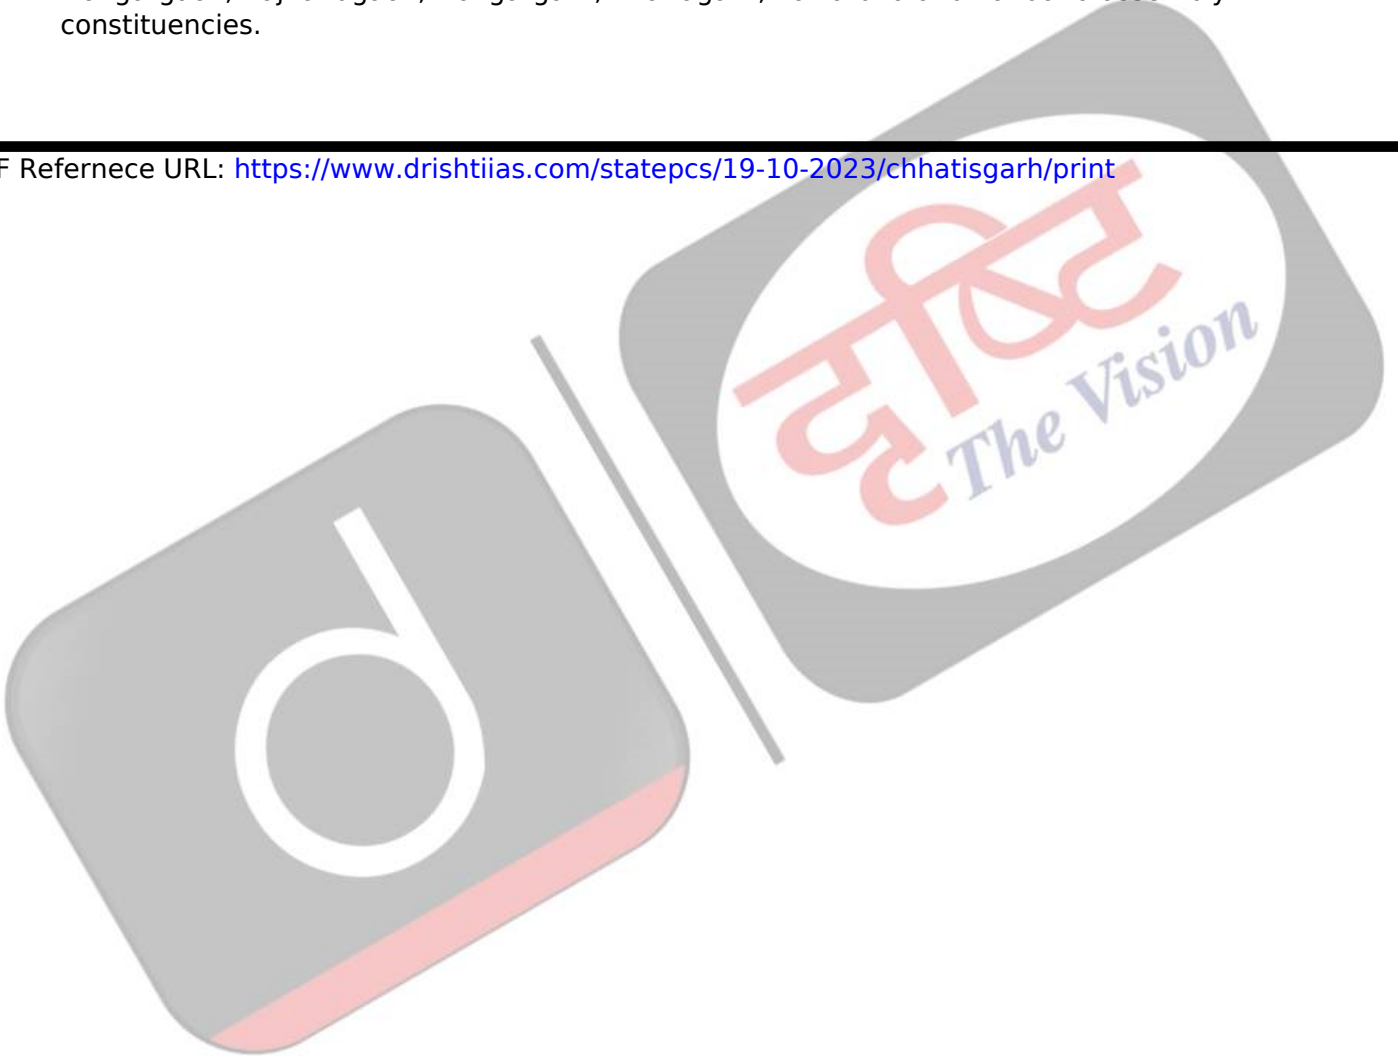 constituencies.
F Refernece URL: https://www.drishtiias.com/statepcs/19-10-2023/chhatisgarh/print
दृष्टि
The Vision
d